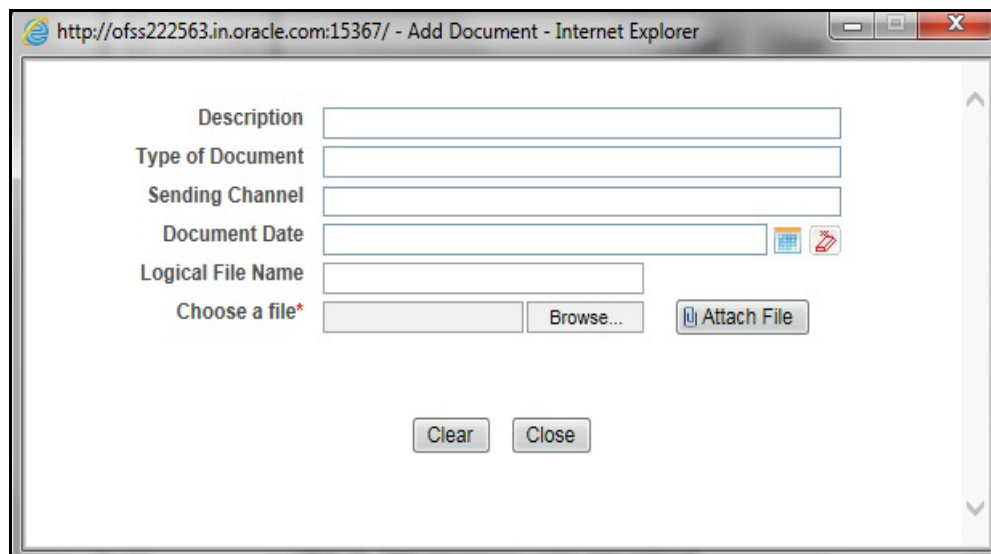 http://ofss222563.in.oracle.com:15367/ - Add Document - Internet Explorer
Description
Type of Document
Sending Channel
Document Date
Logical File Name
Choose a file* Browse... Attach File
Clear Close